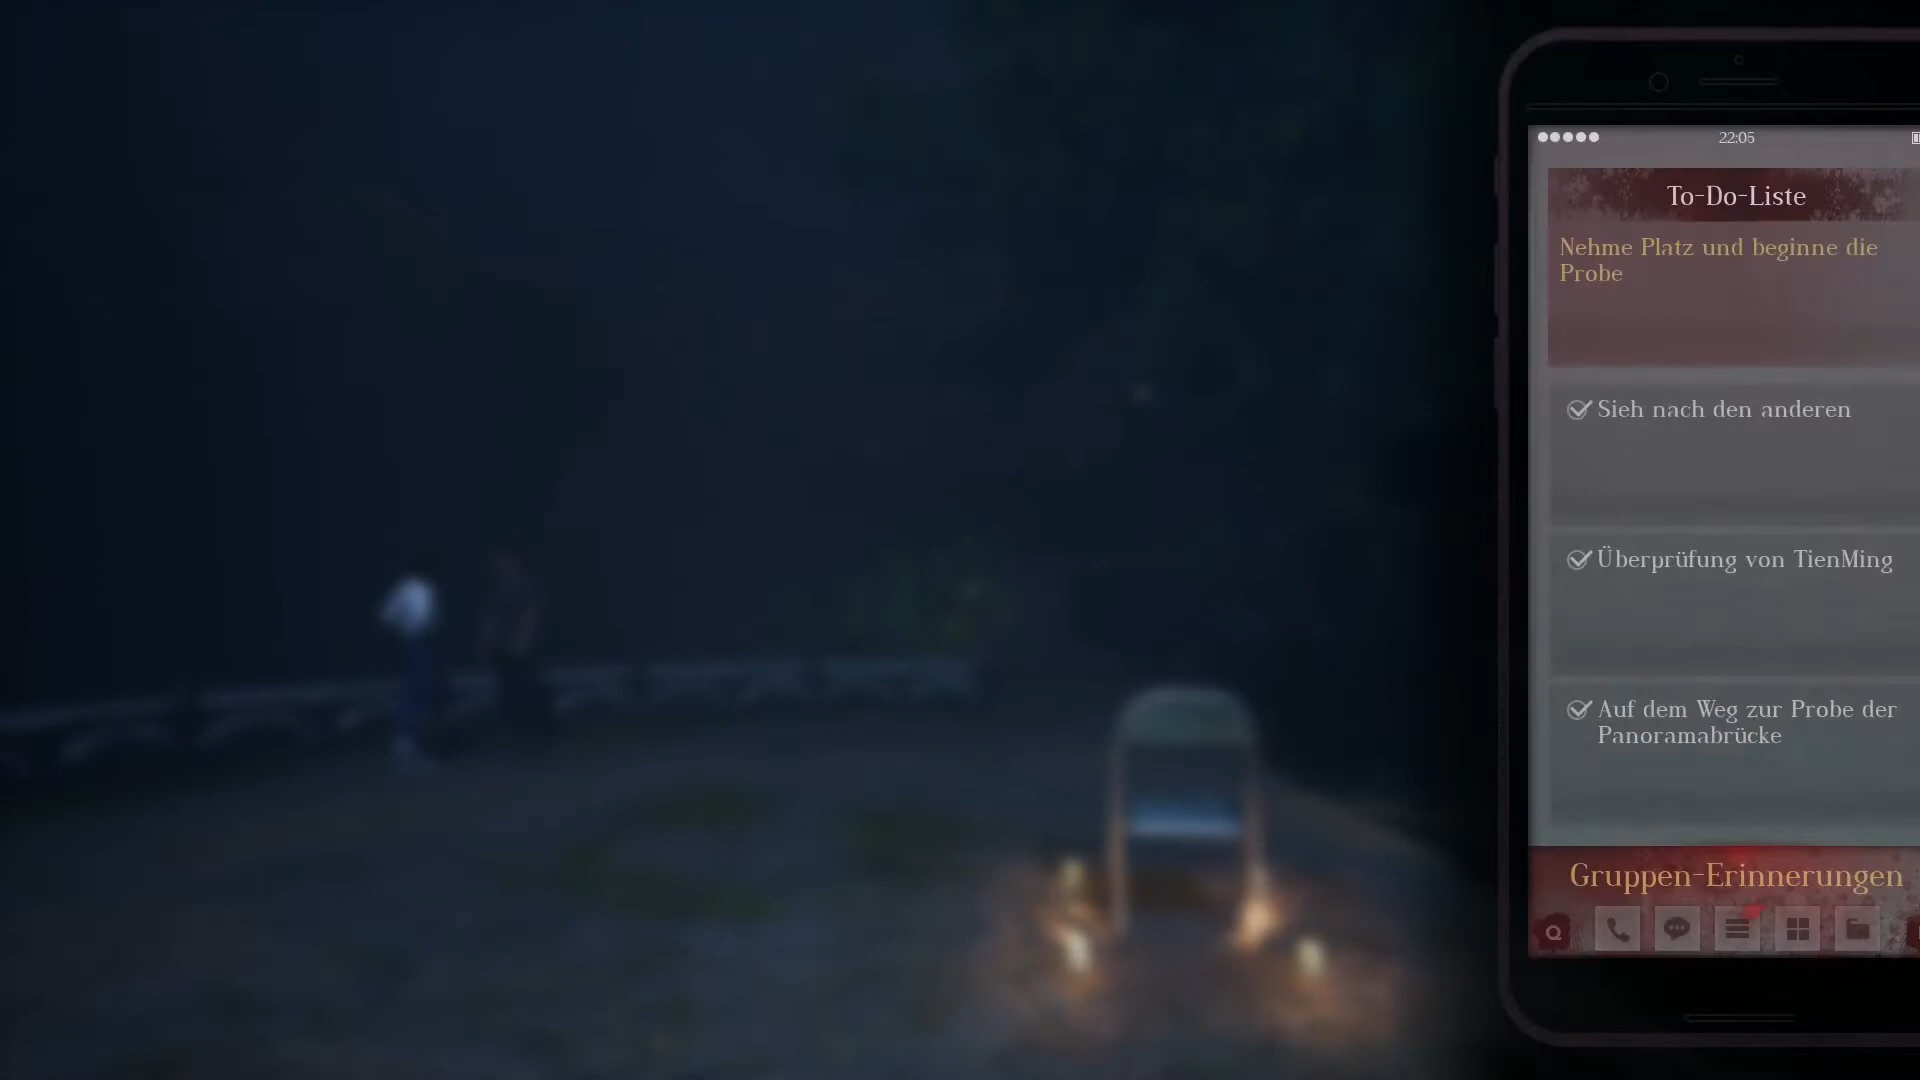 22:05
To-Do-Liste
Nehme Platz und beginne die
Probe
Sieh nach den anderen
Überprüfung von TienMing
Auf dem Weg zur Probe der
Panoramabrücke
Gruppen-Erinnerungen
Q